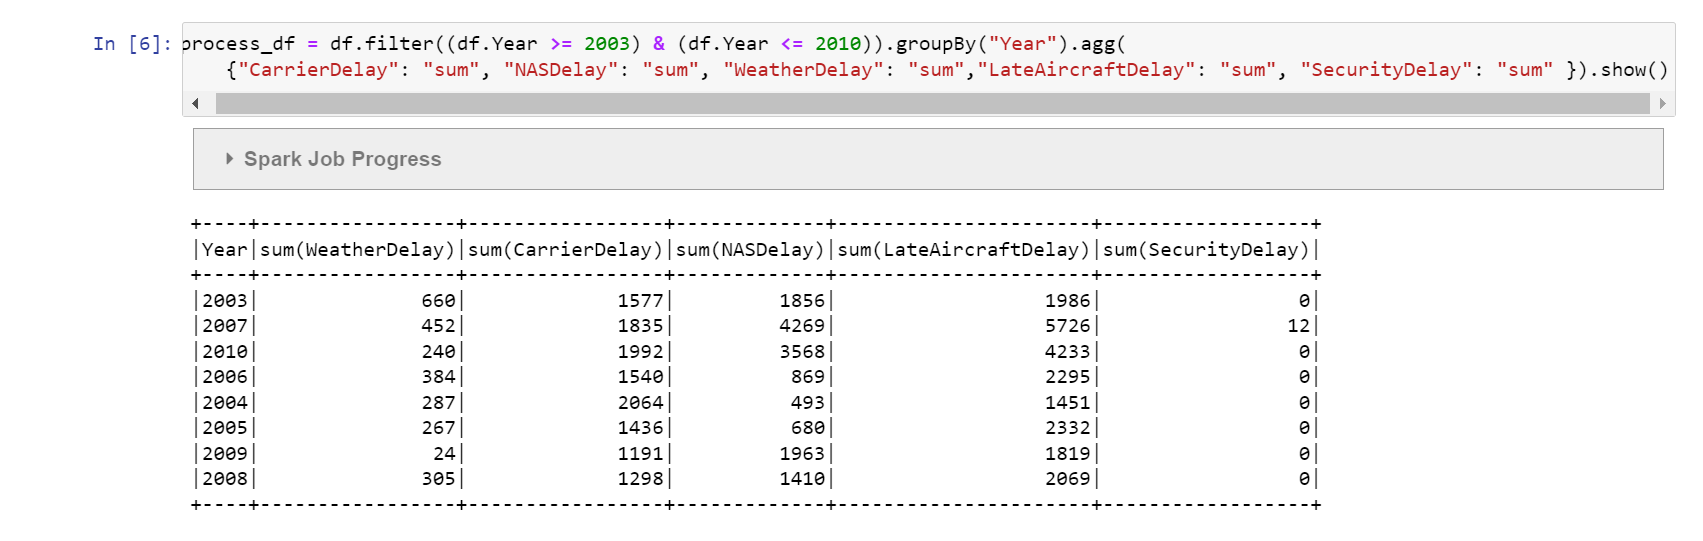 In [6]: process_df = df.filter((df.Year >= 2003) & (df.Year <= 2010)).groupBy("Year").agg(
    {"CarrierDelay": "sum", "NASDelay": "sum", "WeatherDelay": "sum","LateAircraftDelay": "sum", "SecurityDelay": "sum" }).show()
Spark Job Progress
+----+-----------------+-----------------+-------------+----------------------+------------------+
|Year|sum(WeatherDelay)|sum(CarrierDelay)|sum(NASDelay)|sum(LateAircraftDelay)|sum(SecurityDelay)|
+----+-----------------+-----------------+-------------+----------------------+------------------+
|2003|              660|             1577|         1856|                  1986|                 0|
|2007|              452|             1835|         4269|                  5726|                12|
|2010|              240|             1992|         3568|                  4233|                 0|
|2006|              384|             1540|          869|                  2295|                 0|
|2004|              287|             2064|          493|                  1451|                 0|
|2005|              267|             1436|          680|                  2332|                 0|
|2009|               24|             1191|         1963|                  1819|                 0|
|2008|              305|             1298|         1410|                  2069|                 0|
+----+-----------------+-----------------+-------------+----------------------+------------------+